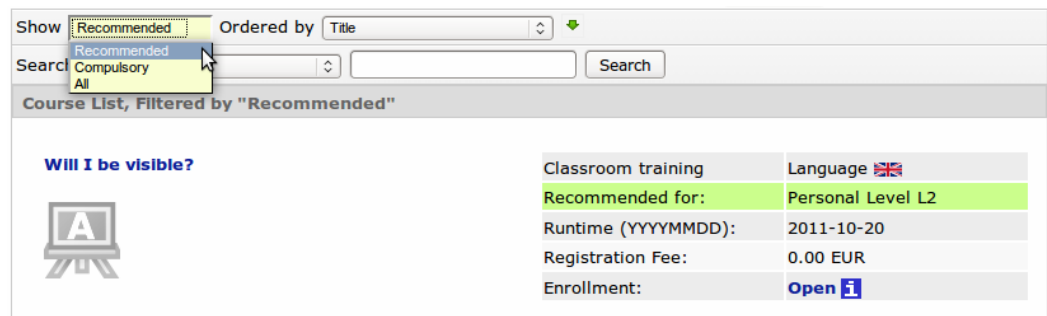 Show Recommended Ordered by Title
Recommended
Compulsory
All
Search
Course List, Filtered by "Recommended"
Will I be visible?
A
Classroom training Language
Recommended for: Personal Level L2
Runtime (YYYYMMDD): 2011-10-20
Registration Fee: 0.00 EUR
Enrollment: Open i